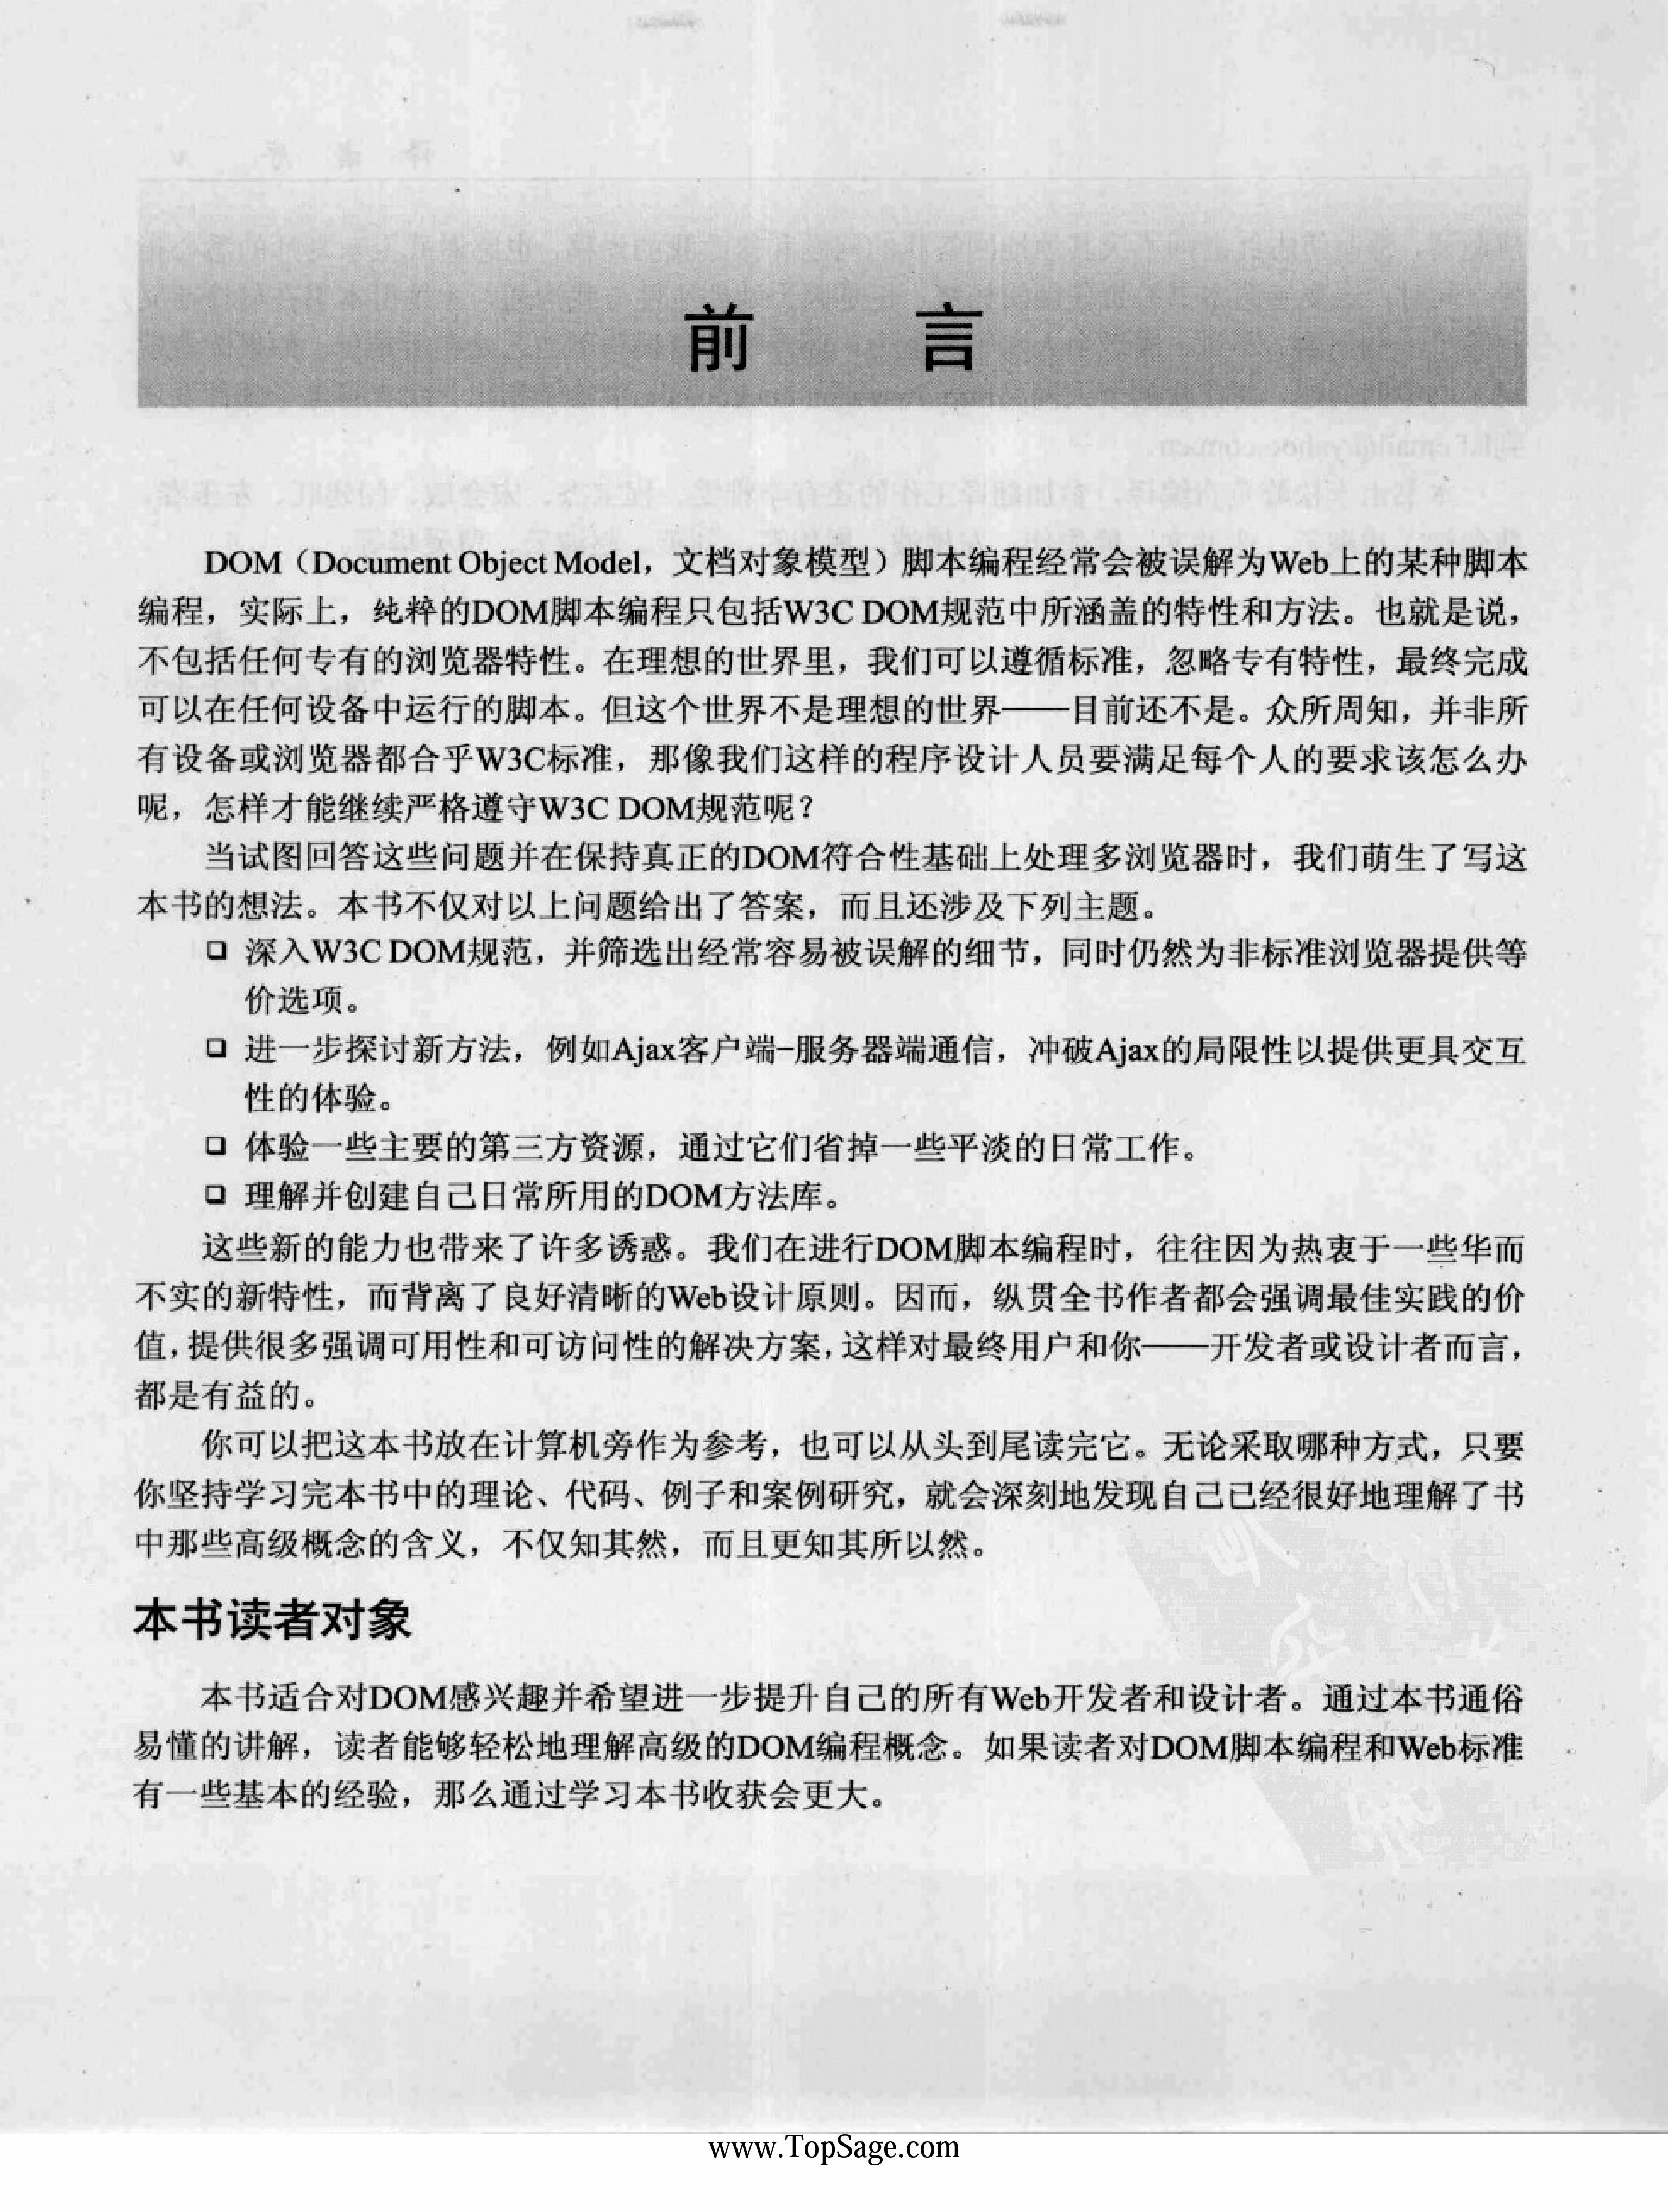 前 言
DOM（Document Object Model，文档对象模型）脚本编程经常会被误解为Web上的某种脚本
编程，实际上，纯粹的DOM脚本编程只包括W3C DOM规范中所涵盖的特性和方法。也就是说，
不包括任何专有的浏览器特性。在理想的世界里，我们可以遵循标准，忽略专有特性，最终完成
可以在任何设备中运行的脚本。但这个世界不是理想的世界——目前还不是。众所周知，并非所
有设备或浏览器都合乎W3C标准，那像我们这样的程序设计人员要满足每个人的要求该怎么办
呢，怎样才能继续严格遵守W3C DOM规范呢？
当试图回答这些问题并在保持真正的DOM符合性基础上处理多浏览器时，我们萌生了写这
本书的想法。本书不仅对以上问题给出了答案，而且还涉及下列主题。
❑ 深入W3C DOM规范，并筛选出经常容易被误解的细节，同时仍然为非标准浏览器提供等
价选项。
❑ 进一步探讨新方法，例如Ajax客户端–服务器端通信，冲破Ajax的局限性以提供更具交互
性的体验。
❑ 体验一些主要的第三方资源，通过它们省掉一些平淡的日常工作。
❑ 理解并创建自己日常所用的DOM方法库。
这些新的能力也带来了许多诱惑。我们在进行DOM脚本编程时，往往因为热衷于一些华而
不实的新特性，而背离了良好清晰的Web设计原则。因而，纵贯全书作者都会强调最佳实践的价
值，提供很多强调可用性和可访问性的解决方案，这样对最终用户和你——开发者或设计者而言，
都是有益的。
你可以把这本书放在计算机旁作为参考，也可以从头到尾读完它。无论采取哪种方式，只要
你坚持学习完本书中的理论、代码、例子和案例研究，就会深刻地发现自己已经很好地理解了书
中那些高级概念的含义，不仅知其然，而且更知其所以然。
本书读者对象
本书适合对DOM感兴趣并希望进一步提升自己的所有Web开发者和设计者。通过本书通俗
易懂的讲解，读者能够轻松地理解高级的DOM编程概念。如果读者对DOM脚本编程和Web标准
有一些基本的经验，那么通过学习本书收获会更大。
www.TopSage.com